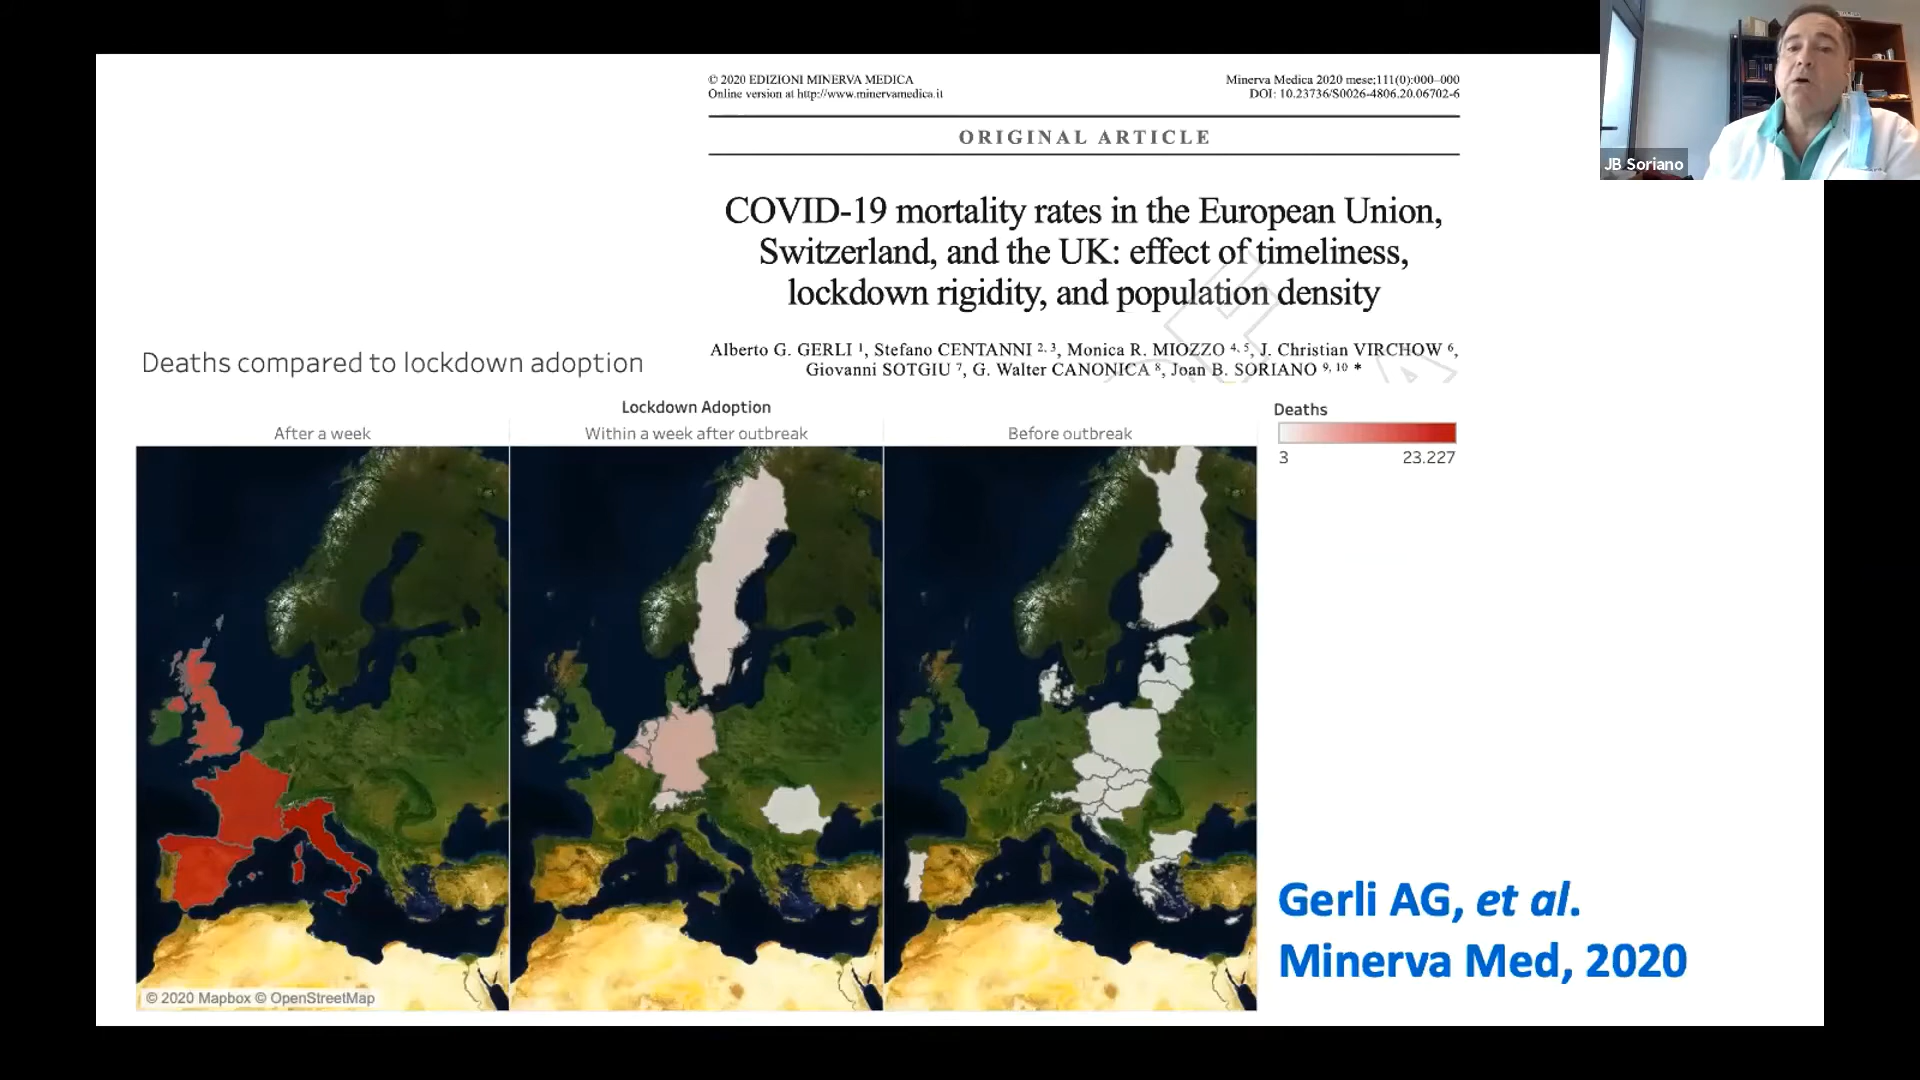 © 2020 EDIZIONI MINERVA MEDICA
Online version at http://www.minervamedica.it
Minerva Medica 2020 mese;111(0):000–000
DOI: 10.23736/S0026-4806.20.06702-6
ORIGINAL ARTICLE
COVID-19 mortality rates in the European Union,
Switzerland, and the UK: effect of timeliness,
lockdown rigidity, and population density
Alberto G. GERLI 1, Stefano CENTANNI 2, 3, Monica R. MIOZZO 4, 5, J. Christian VIRCHOW 6,
Giovanni SOTGIU 7, G. Walter CANONICA 8, Joan B. SORIANO 9, 10 *
JB Soriano
Deaths compared to lockdown adoption
Lockdown Adoption
After a week
Within a week after outbreak
Before outbreak
Deaths
3
23.227
Gerli AG, et al.
Minerva Med, 2020
© 2020 Mapbox © OpenStreetMap